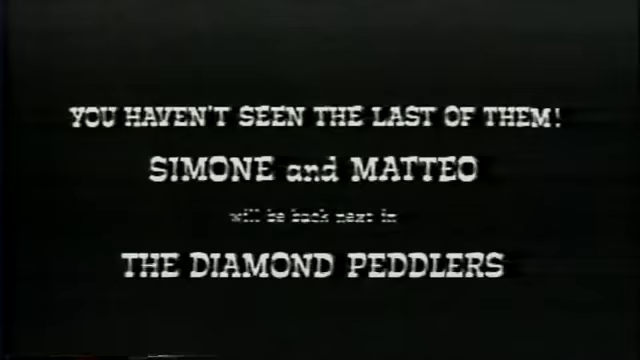 YOU HAVEN'T SEEN THE LAST OF THEM!
SIMONE and MATTEO
will be back next in
THE DIAMOND PEDDLERS